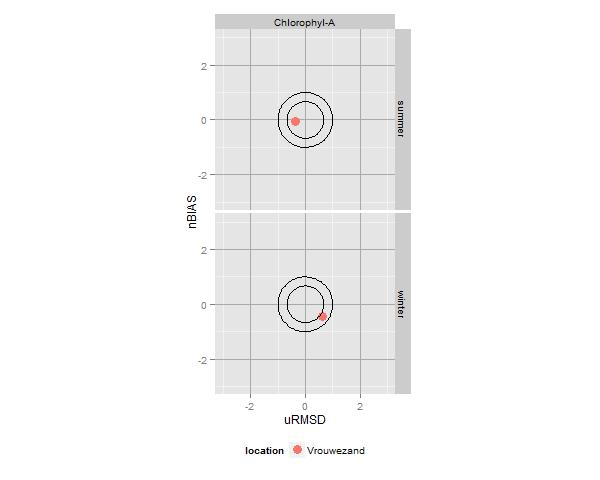 Chlorophyl-A
2
0
-2
summer
nBIAS
2
0
-2
winter
-2 0 2
uRMSD
location Vrouwezand